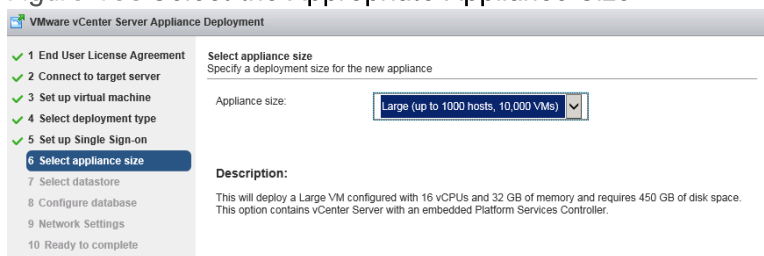 VMware vCenter Server Appliance Deployment
1 End User License Agreement
2 Connect to target server
3 Set up virtual machine
4 Select deployment type
5 Set up Single Sign-on
6 Select appliance size
7 Select datastore
8 Configure database
9 Network Settings
10 Ready to complete
Select appliance size
Specify a deployment size for the new appliance
Appliance size:
Large (up to 1000 hosts, 10,000 VMs)
Description:
This will deploy a Large VM configured with 16 vCPUs and 32 GB of memory and requires 450 GB of disk space.
This option contains vCenter Server with an embedded Platform Services Controller.